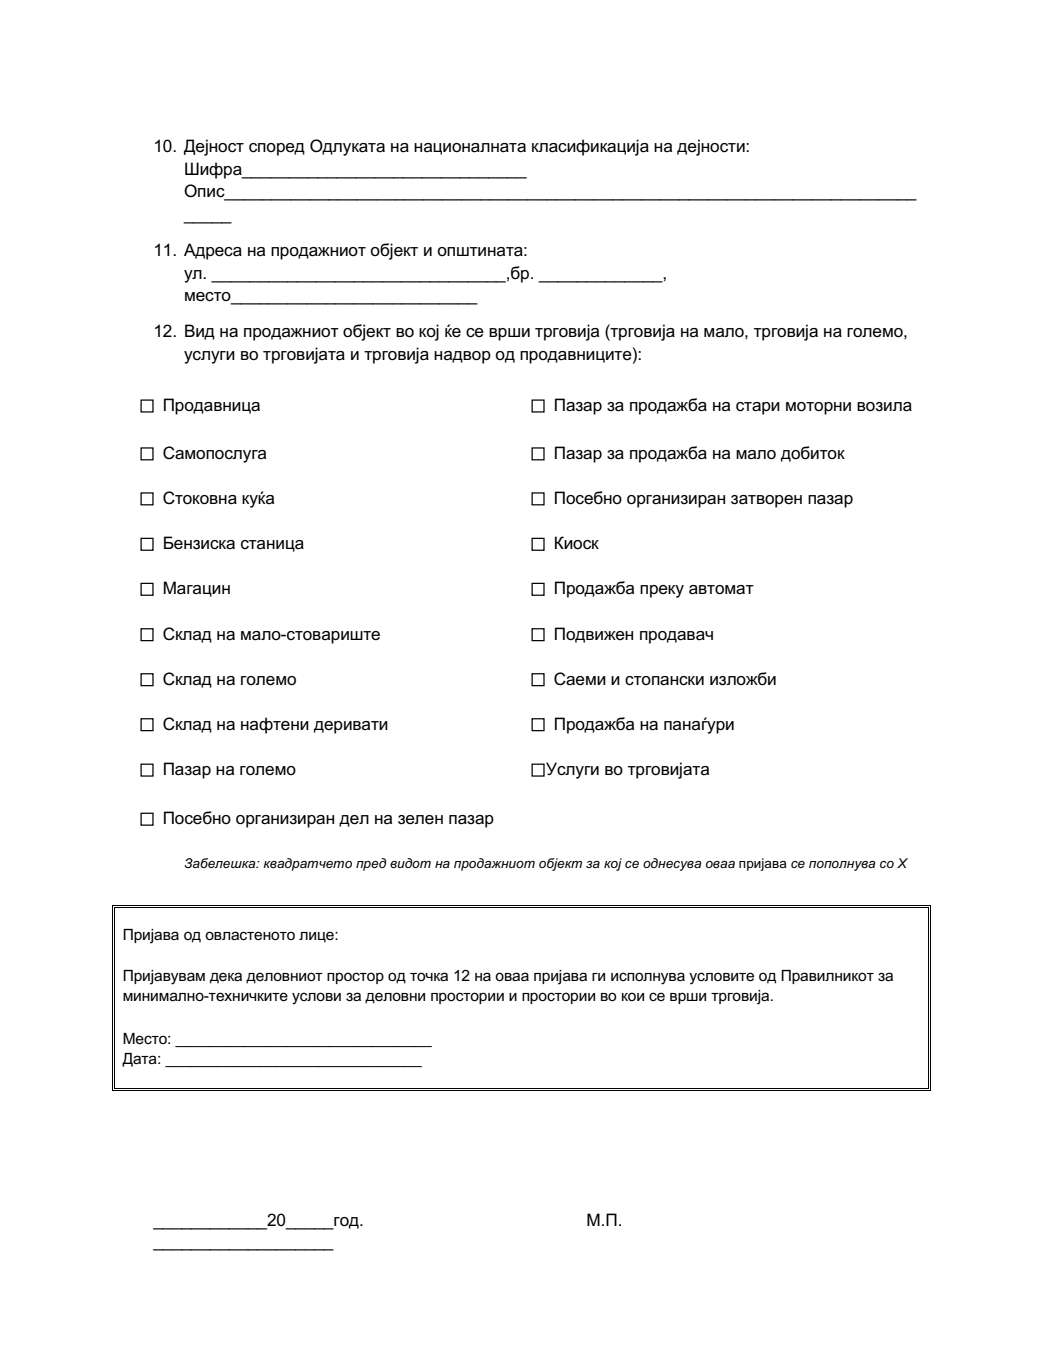 10. Дејност според Одлуката на националната класификација на дејности:
Шифра______________________________
Опис_________________________________________________________________________
_____
11. Адреса на продажниот објект и општината:
ул. _______________________________,бр. _____________,
место__________________________
12. Вид на продажниот објект во кој ќе се врши трговија (трговија на мало, трговија на големо,
услуги во трговијата и трговија надвор од продавниците):
☐ Продавница
☐ Пазар за продажба на стари моторни возила
☐ Самопослуга
☐ Пазар за продажба на мало добиток
☐ Стоковна куќа
☐ Посебно организиран затворен пазар
☐ Бензиска станица
☐ Киоск
☐ Магацин
☐ Продажба преку автомат
☐ Склад на мало-стовариште
☐ Подвижен продавач
☐ Склад на големо
☐ Саеми и стопански изложби
☐ Склад на нафтени деривати
☐ Продажба на панаѓури
☐ Пазар на големо
☐Услуги во трговијата
☐ Посебно организиран дел на зелен пазар
Забелешка: квадратчето пред видот на продажниот објект за кој се однесува оваа пријава се пополнува со Х
Пријава од овластеното лице:
Пријавувам дека деловниот простор од точка 12 на оваа пријава ги исполнува условите од Правилникот за
минимално-техничките услови за деловни простории и простории во кои се врши трговија.
Место: ______________________________
Дата: ______________________________
____________20_____год. М.П.
___________________